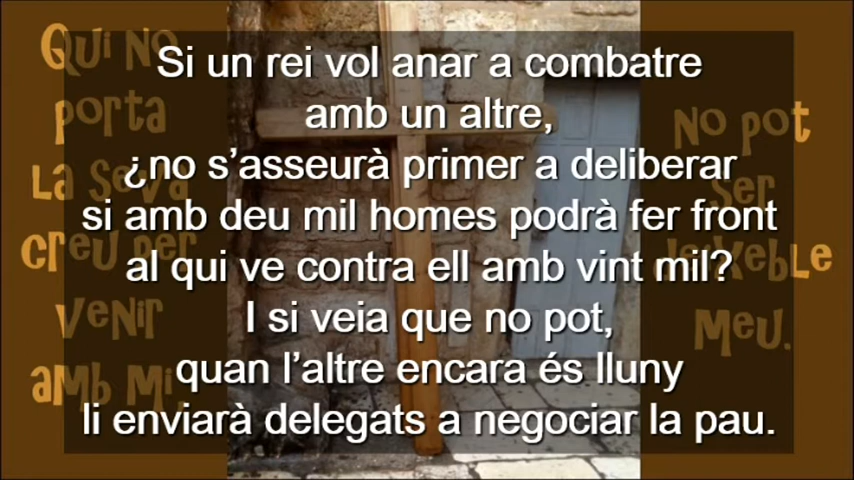 Si un rei vol anar a combatre
amb un altre,
¿no s’asseurà primer a deliberar
si amb deu mil homes podrà fer front
al qui ve contra ell amb vint mil?
I si veia que no pot,
quan l’altre encara és lluny
li enviarà delegats a negociar la pau.
Qui no
porta
la seva
creu per
venir
amb mi,
No pot
ser
deixeble
meu.